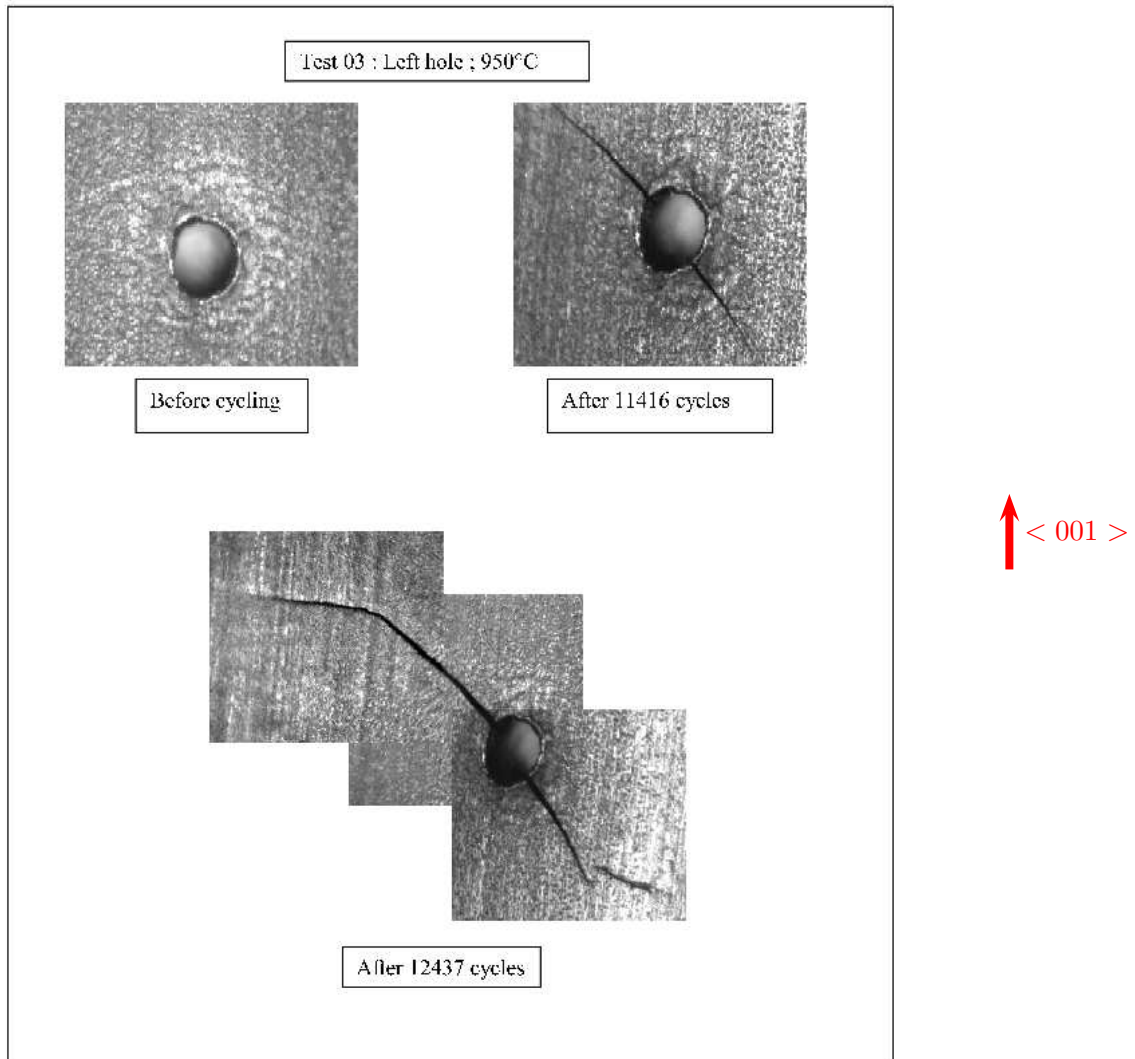 Test 03 : Left hole ; 950°C
Before cycling
After 11416 cycles
< 001 >
After 12437 cycles